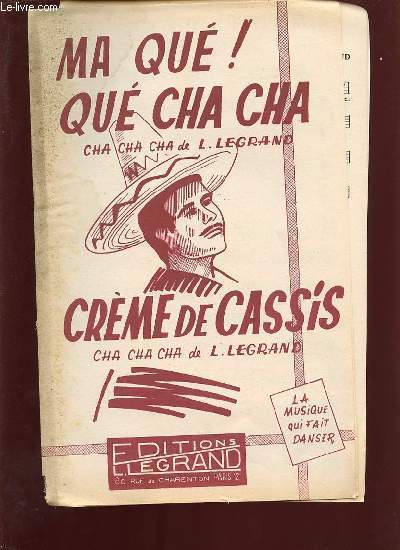 Le-livre.com
MA QUÉ !
QUÉ CHA CHA
CHA CHA CHA de L. LEGRAND
CRÈME DE CASSiS
CHA CHA CHA de L. LEGRAND
LA
MUSiQUE
qui FAiT
DANSER
EDITIONS
L. LEGRAND
RUE de CHARENTON PARIS